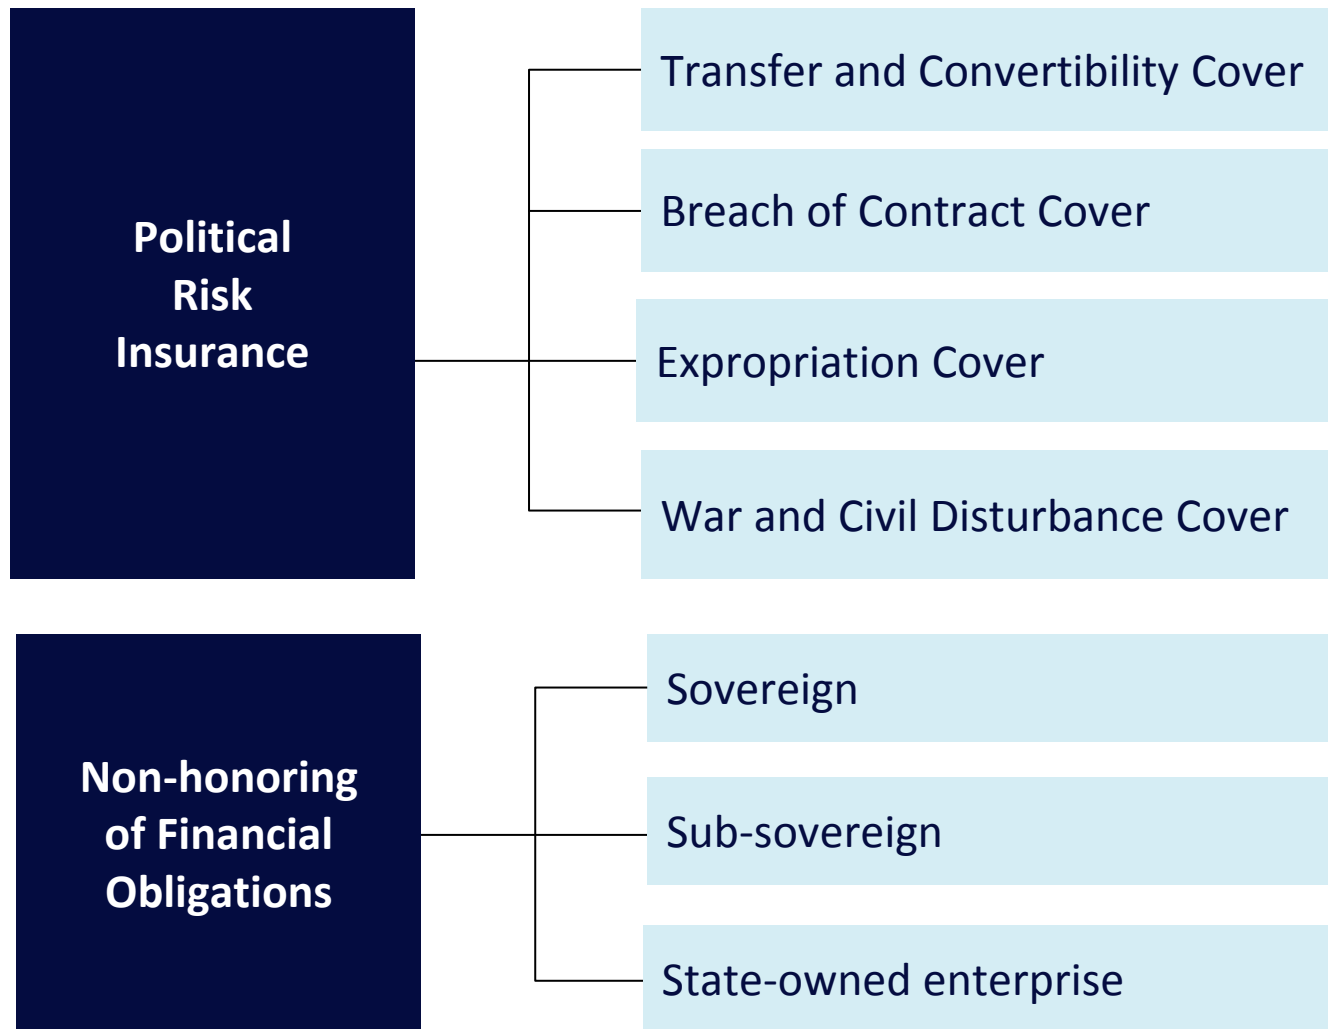 Political
Risk
Insurance
Transfer and Convertibility Cover
Breach of Contract Cover
Expropriation Cover
War and Civil Disturbance Cover
Non-honoring
of Financial
Obligations
Sovereign
Sub-sovereign
State-owned enterprise